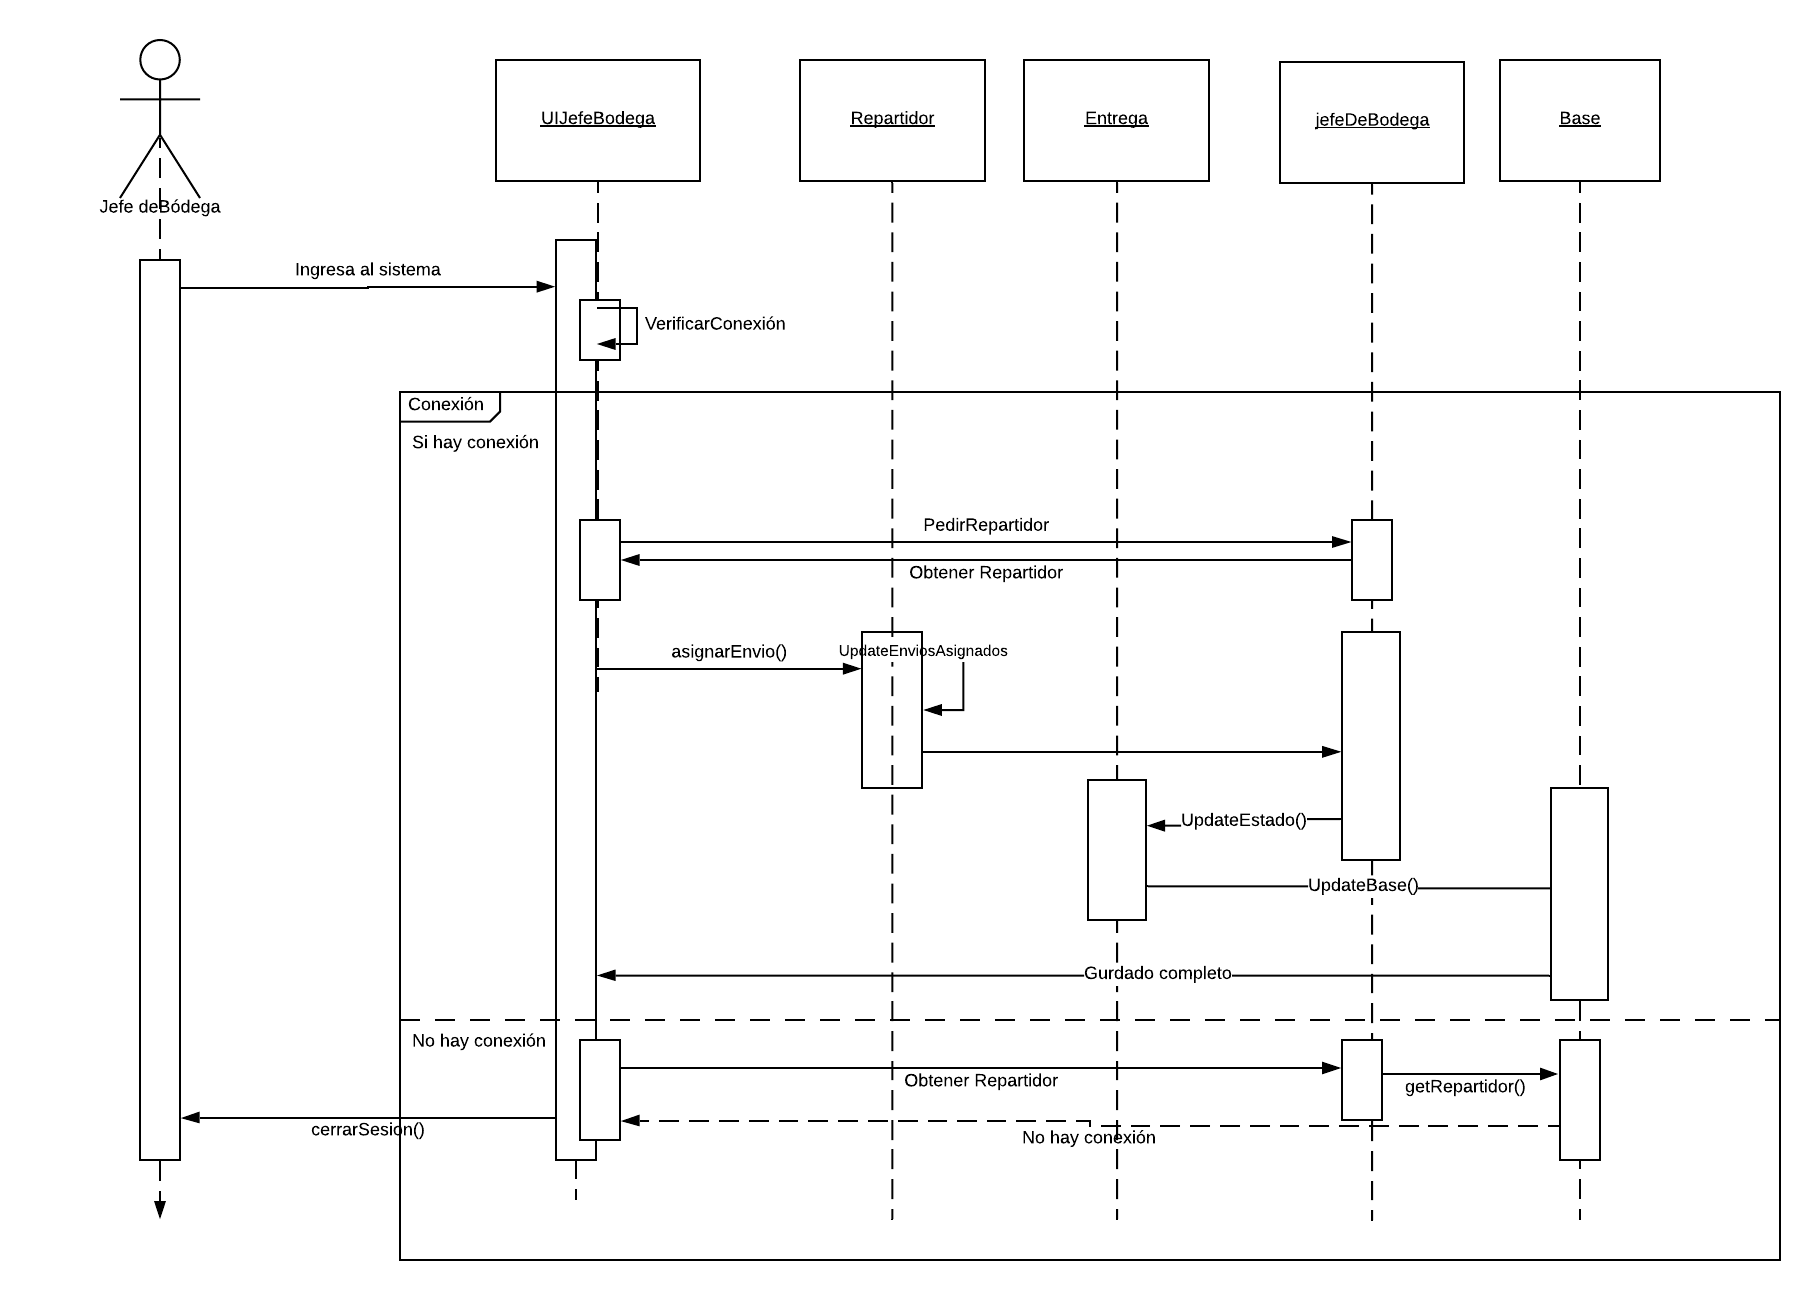 UIJefeBodega
Repartidor
Entrega
jefeDeBodega
Base
Jefe deBódega
Ingresa al sistema
VerificarConexión
Conexión
Si hay conexión
PedirRepartidor
Obtener Repartidor
asignarEnvio()
UpdateEnviosAsignados
UpdateEstado()
UpdateBase()
Gurdado completo
No hay conexión
Obtener Repartidor
getRepartidor()
cerrarSesion()
No hay conexión